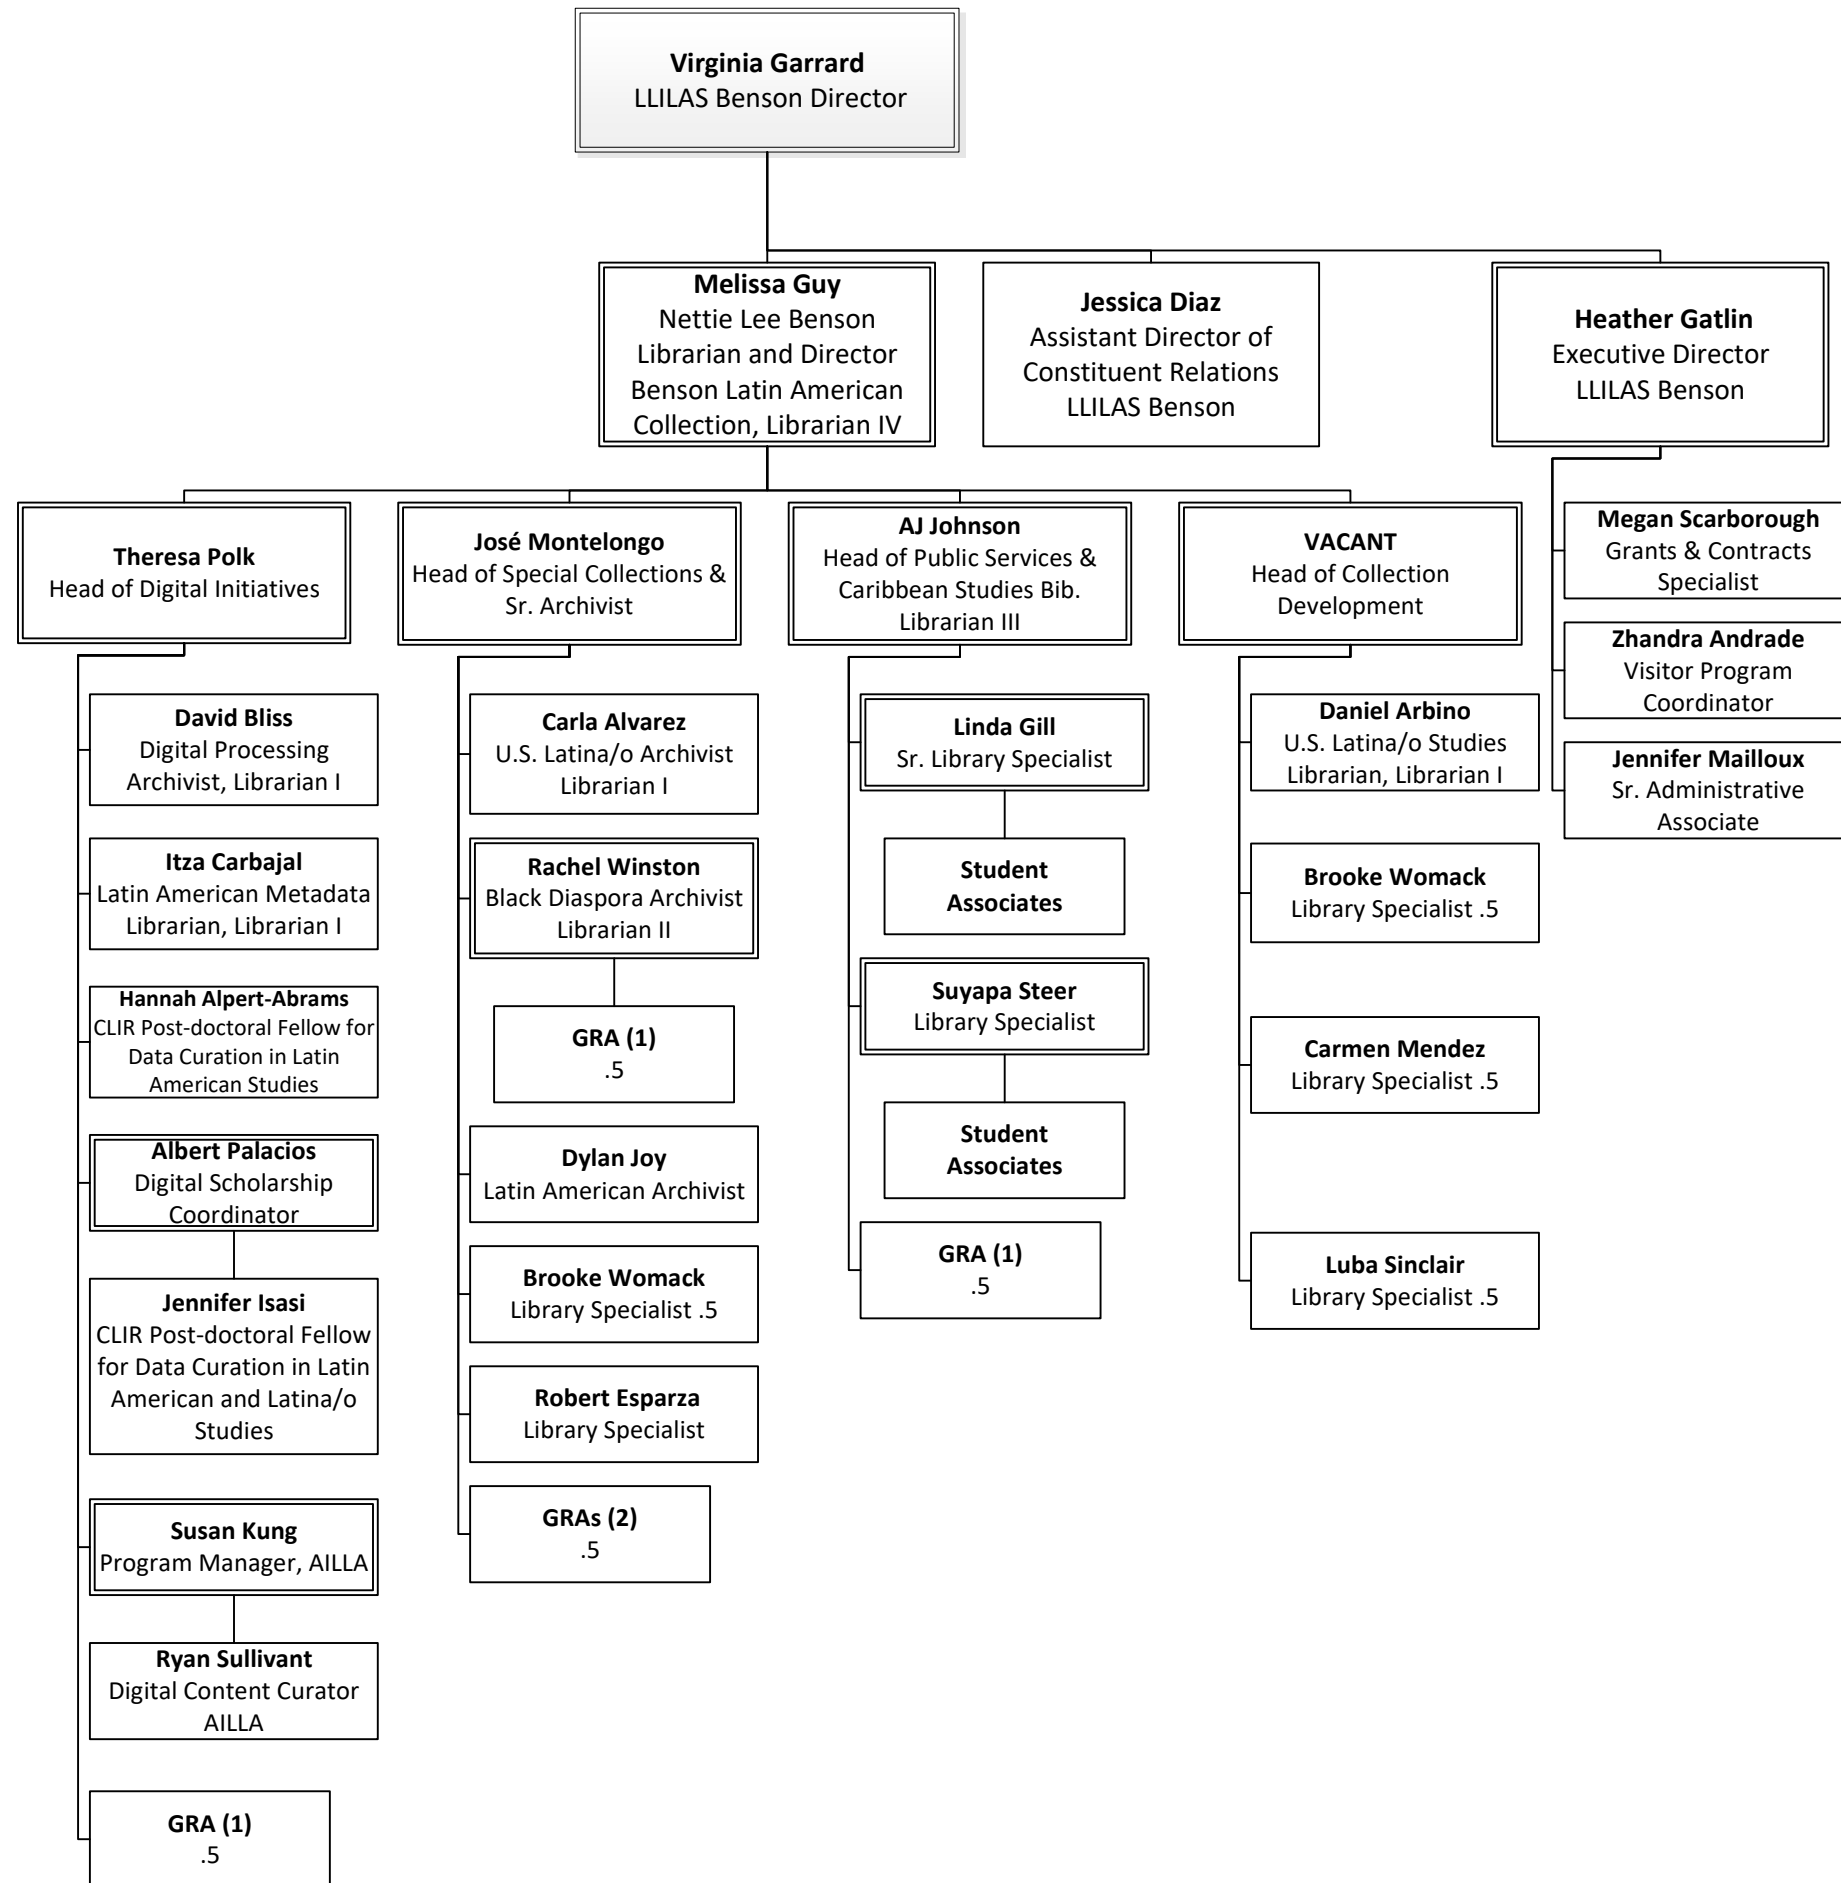 Virginia Garrard
LLILAS Benson Director
Melissa Guy
Nettie Lee Benson
Librarian and Director
Benson Latin American
Collection, Librarian IV
Jessica Diaz
Assistant Director of
Constituent Relations
LLILAS Benson
Heather Gatlin
Executive Director
LLILAS Benson
Theresa Polk
Head of Digital Initiatives
David Bliss
Digital Processing
Archivist, Librarian I
Itza Carbajal
Latin American Metadata
Librarian, Librarian I
Hannah Alpert-Abrams
CLIR Post-doctoral Fellow for
Data Curation in Latin
American Studies
Albert Palacios
Digital Scholarship
Coordinator
Jennifer Isasi
CLIR Post-doctoral Fellow
for Data Curation in Latin
American and Latina/o
Studies
Susan Kung
Program Manager, AILLA
Ryan Sullivant
Digital Content Curator
AILLA
GRA (1)
.5
José Montelongo
Head of Special Collections &
Sr. Archivist
Carla Alvarez
U.S. Latina/o Archivist
Librarian I
Rachel Winston
Black Diaspora Archivist
Librarian II
GRA (1)
.5
Dylan Joy
Latin American Archivist
Brooke Womack
Library Specialist .5
Robert Esparza
Library Specialist
GRAs (2)
.5
AJ Johnson
Head of Public Services &
Caribbean Studies Bib.
Librarian III
Linda Gill
Sr. Library Specialist
Student
Associates
Suyapa Steer
Library Specialist
Student
Associates
GRA (1)
.5
VACANT
Head of Collection
Development
Daniel Arbino
U.S. Latina/o Studies
Librarian, Librarian I
Brooke Womack
Library Specialist .5
Carmen Mendez
Library Specialist .5
Luba Sinclair
Library Specialist .5
Megan Scarborough
Grants & Contracts
Specialist
Zhandra Andrade
Visitor Program
Coordinator
Jennifer Mailloux
Sr. Administrative
Associate